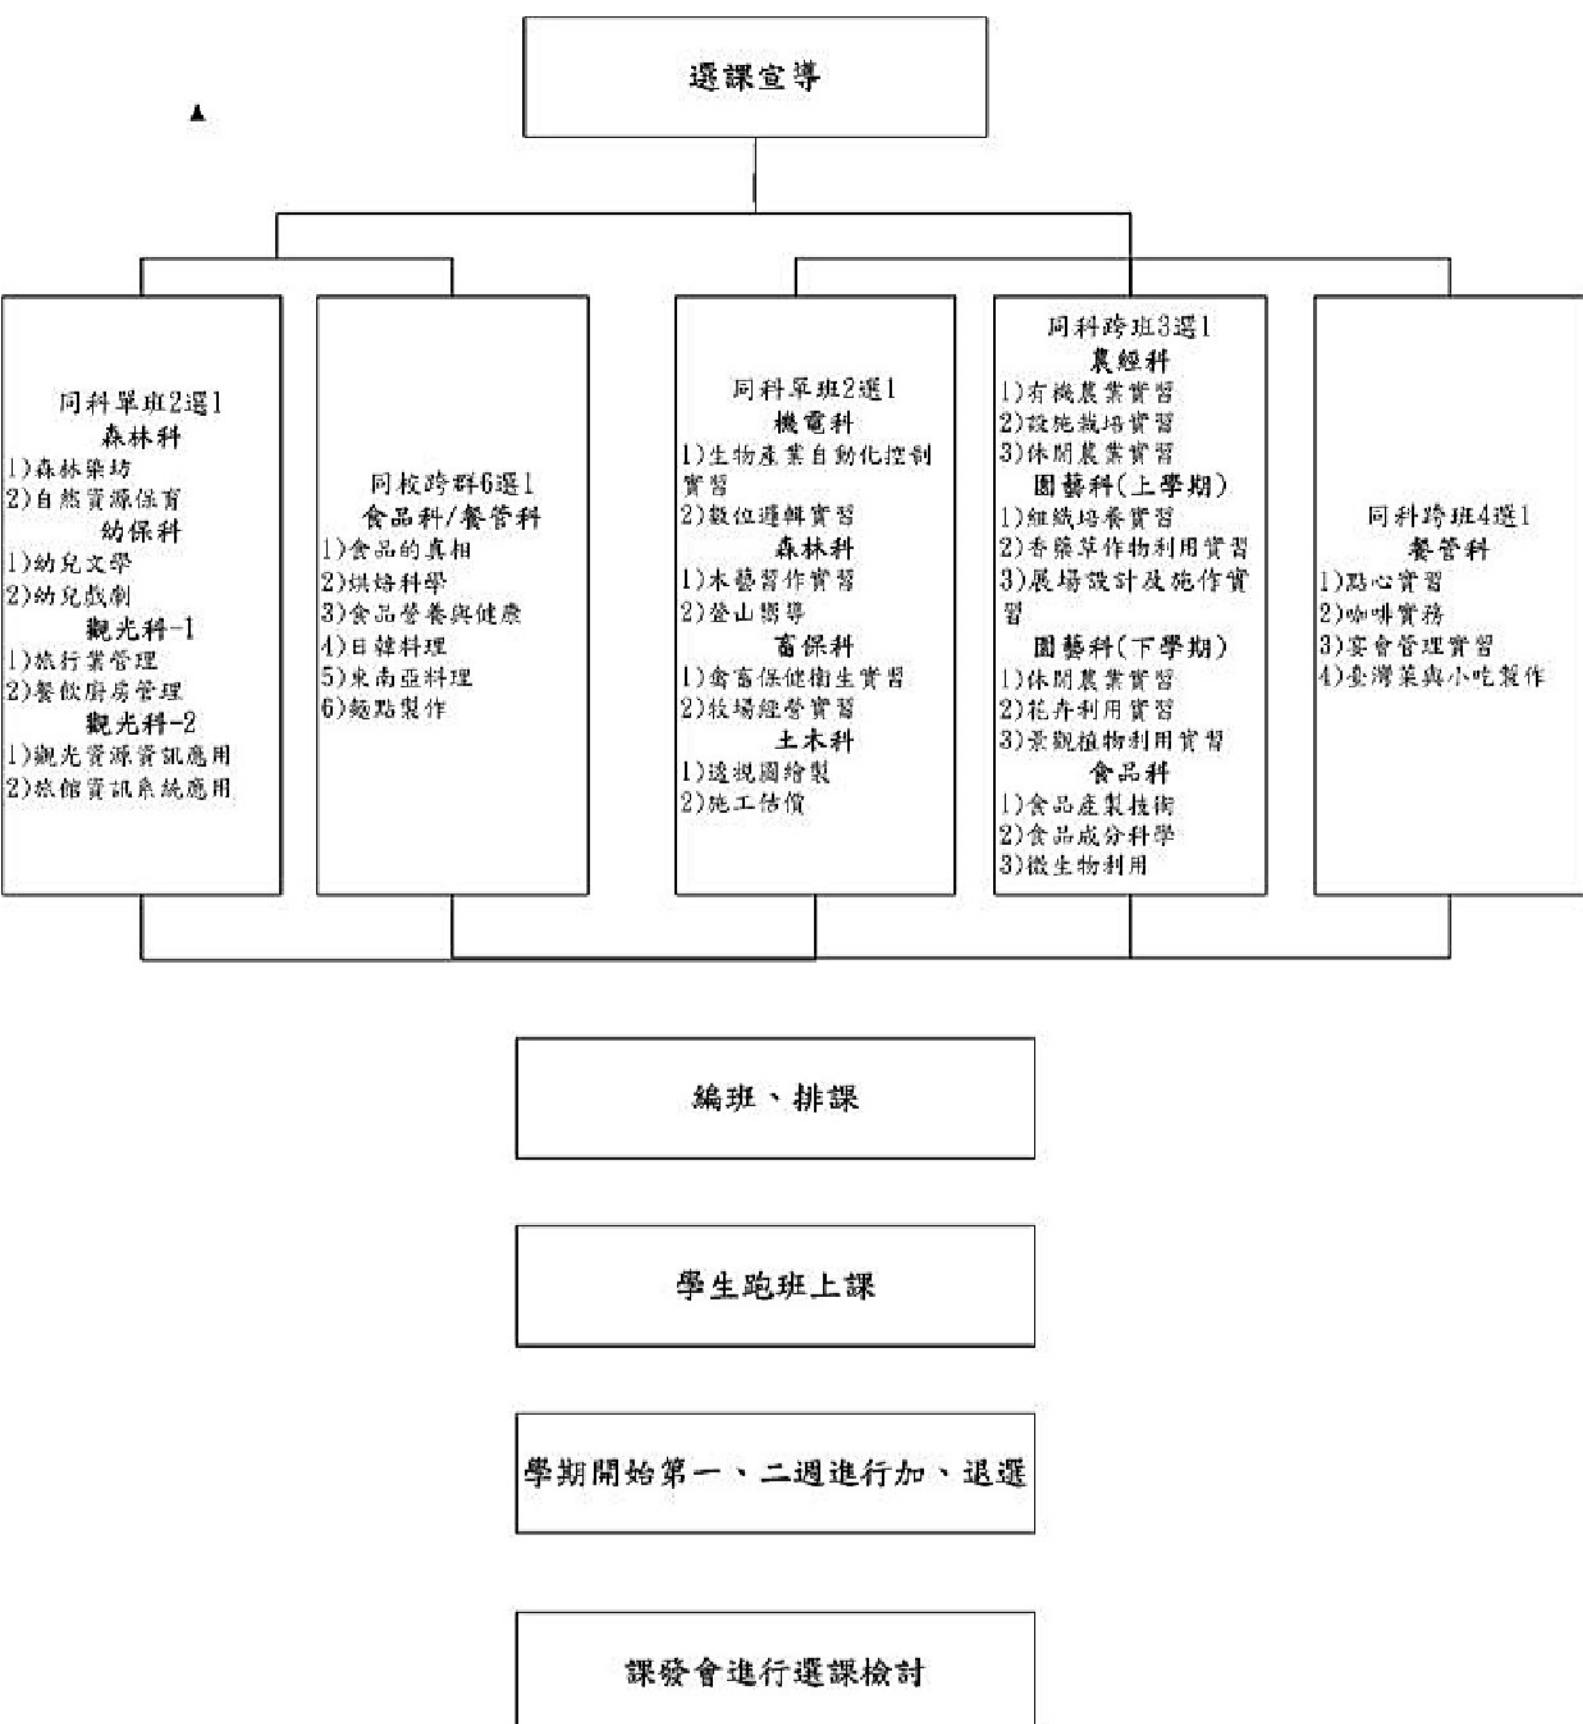 選課宣導
同科單班2選1
森林科
1)森林染坊
2)自然資源保育
幼保科
1)幼兒文學
2)幼兒戲劇
觀光科-1
1)旅行業管理
2)餐飲廚房管理
觀光科-2
1)觀光資源資訊應用
2)旅館資訊系統應用
同校跨群6選1
食品科/餐管科
1)食品的真相
2)烘焙科學
3)食品營養與健康
4)日韓料理
5)東南亞料理
6)麵點製作
同科單班2選1
機電科
1)生物產業自動化控制
實習
2)數位邏輯實習
森林科
1)木藝習作實習
2)登山嚮導
畜保科
1)禽畜保健衛生實習
2)牧場經營實習
土木科
1)透視圖繪製
2)施工估價
同科跨班3選1
農經科
1)有機農業實習
2)設施栽培實習
3)休閒農業實習
園藝科(上學期)
1)組織培養實習
2)香藥草作物利用實習
3)展場設計及施作實
習
園藝科(下學期)
1)休閒農業實習
2)花卉利用實習
3)景觀植物利用實習
食品科
1)食品產製技術
2)食品成分科學
3)微生物利用
同科跨班4選1
餐管科
1)點心實習
2)咖啡實務
3)宴會管理實習
4)臺灣菜與小吃製作
編班、排課
學生跑班上課
學期開始第一、二週進行加、退選
課發會進行選課檢討